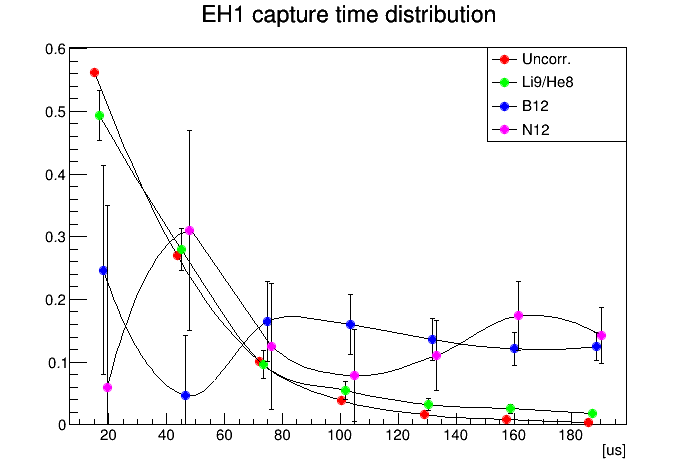 EH1 capture time distribution
0.6
0.5
0.4
0.3
0.2
0.1
0
Uncorr.
Li9/He8
B12
N12
20 40 60 80 100 120 140 160 180
[us]